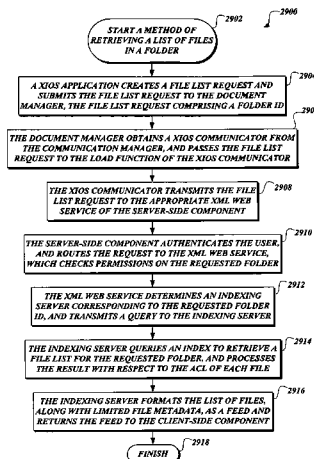 2900
2902
START A METHOD OF
RETRIEVING A LIST OF FILES
IN A FOLDER
2904
A XIOS APPLICATION CREATES A FILE LIST REQUEST AND
SUBMITS THE FILE LIST REQUEST TO THE DOCUMENT
MANAGER, THE FILE LIST REQUEST COMPRISING A FOLDER ID
290
THE DOCUMENT MANAGER OBTAINS A XIOS COMMUNICATOR FROM
THE COMMUNICATION MANAGER, AND PASSES THE FILE LIST
REQUEST TO THE LOAD FUNCTION OF THE XIOS COMMUNICATOR
2908
THE XIOS COMMUNICATOR TRANSMITS THE FILE
LIST REQUEST TO THE APPROPRIATE XML WEB
SERVICE OF THE SERVER-SIDE COMPONENT
2910
THE SERVER-SIDE COMPONENT AUTHENTICATES THE USER,
AND ROUTES THE REQUEST TO THE XML WEB SERVICE,
WHICH CHECKS PERMISSIONS ON THE REQUESTED FOLDER
2912
THE XML WEB SERVICE DETERMINES AN INDEXING
SERVER CORRESPONDING TO THE REQUESTED FOLDER
ID, AND TRANSMITS A QUERY TO THE INDEXING SERVER
2914
THE INDEXING SERVER QUERIES AN INDEX TO RETRIEVE A
FILE LIST FOR THE REQUESTED FOLDER, AND PROCESSES
THE RESULT WITH RESPECT TO THE ACL OF EACH FILE
2916
THE INDEXING SERVER FORMATS THE LIST OF FILES,
ALONG WITH LIMITED FILE METADATA, AS A FEED AND
RETURNS THE FEED TO THE CLIENT-SIDE COMPONENT
2918
FINISH